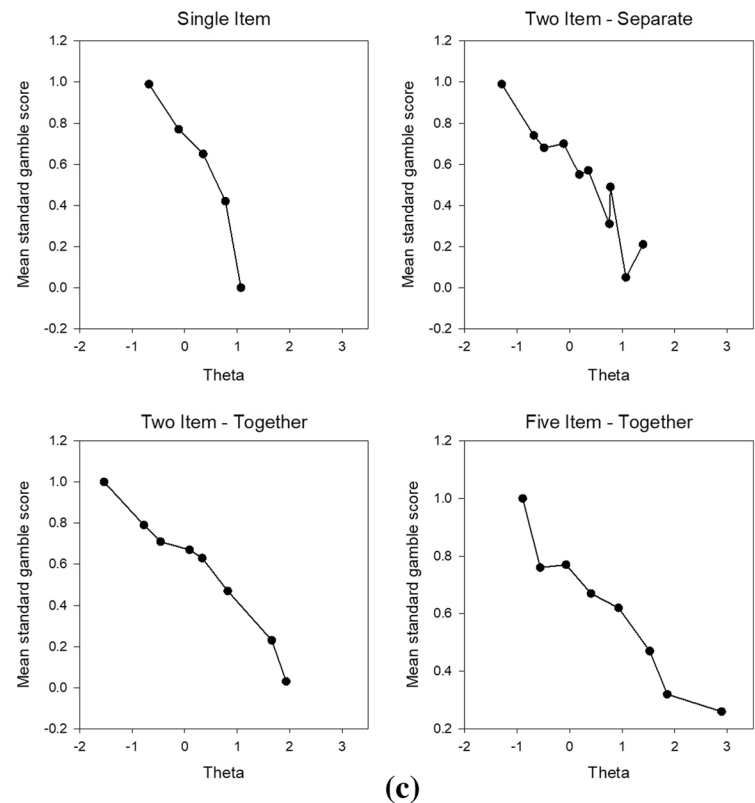 Single Item
Two Item - Separate
Mean standard gamble score
1.2
1.0
0.8
0.6
0.4
0.2
0.0
-0.2
-2 -1 0 1 2 3
Theta
Mean standard gamble score
1.2
1.0
0.8
0.6
0.4
0.2
0.0
-0.2
-2 -1 0 1 2 3
Theta
Two Item - Together
Five Item - Together
Mean standard gamble score
1.2
1.0
0.8
0.6
0.4
0.2
0.0
-0.2
-2 -1 0 1 2 3
Theta
Mean standard gamble score
1.2
1.0
0.8
0.6
0.4
0.2
-2 -1 0 1 2 3
Theta
(c)